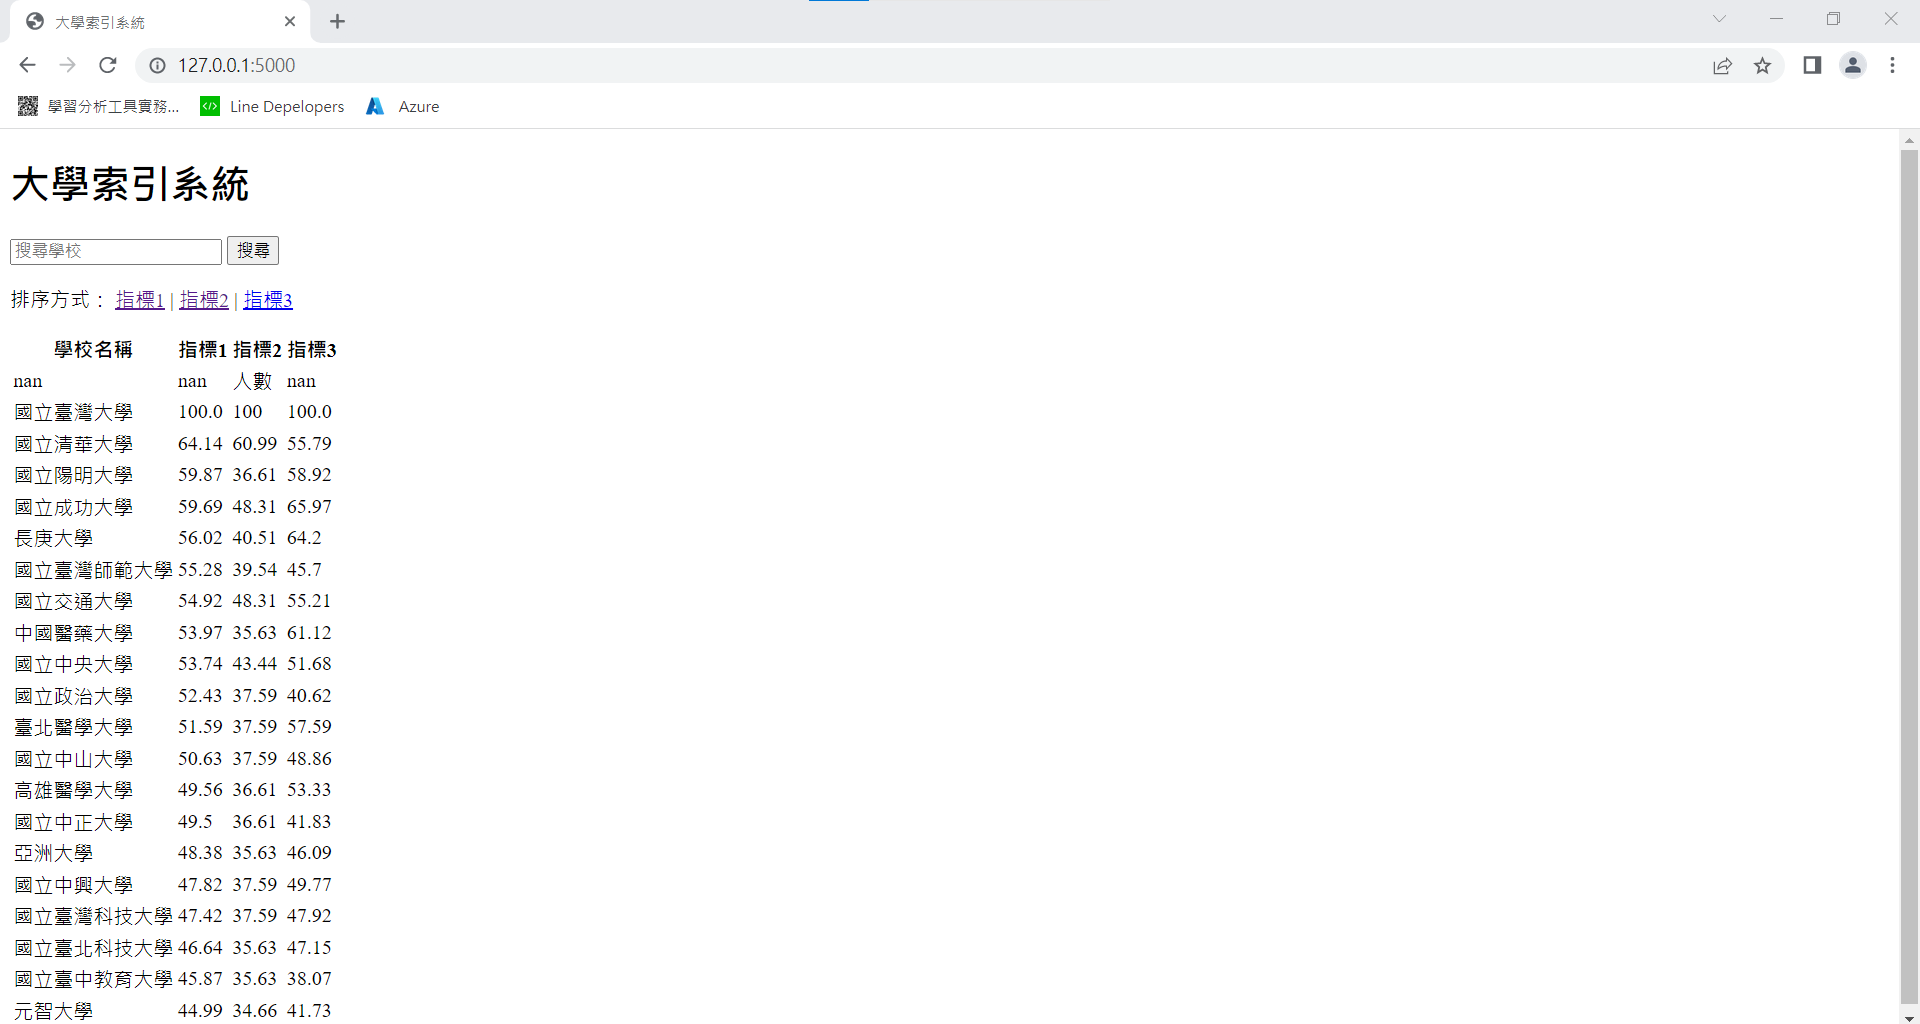 大學索引系統
127.0.0.1:5000
學習分析工具實務... Line Depelopers Azure
大學索引系統
搜尋學校 搜尋
排序方式： 指標1 | 指標2 | 指標3
學校名稱 指標1 指標2 指標3
nan nan 人數 nan
國立臺灣大學 100.0 100 100.0
國立清華大學 64.14 60.99 55.79
國立陽明大學 59.87 36.61 58.92
國立成功大學 59.69 48.31 65.97
長庚大學 56.02 40.51 64.2
國立臺灣師範大學 55.28 39.54 45.7
國立交通大學 54.92 48.31 55.21
中國醫藥大學 53.97 35.63 61.12
國立中央大學 53.74 43.44 51.68
國立政治大學 52.43 37.59 40.62
臺北醫學大學 51.59 37.59 57.59
國立中山大學 50.63 37.59 48.86
高雄醫學大學 49.56 36.61 53.33
國立中正大學 49.5 36.61 41.83
亞洲大學 48.38 35.63 46.09
國立中興大學 47.82 37.59 49.77
國立臺灣科技大學 47.42 37.59 47.92
國立臺北科技大學 46.64 35.63 47.15
國立臺中教育大學 45.87 35.63 38.07
元智大學 44.99 34.66 41.73